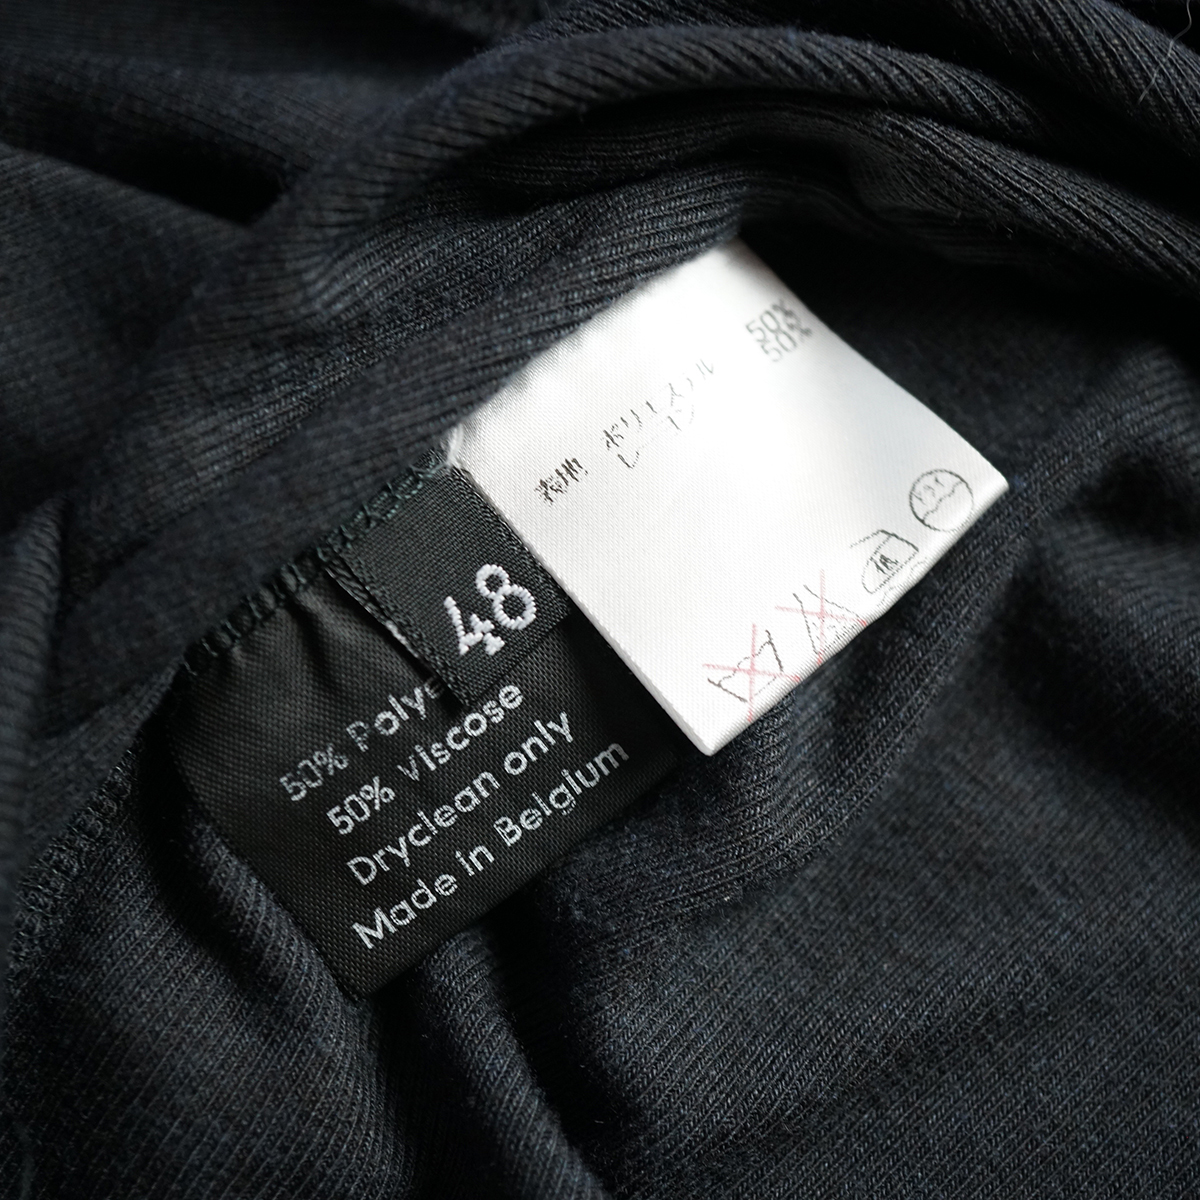 48
50% Polye
50% viscose
Dryclean only
Made in Belgium
表地 ポリエステル 50%
レーヨン 50%